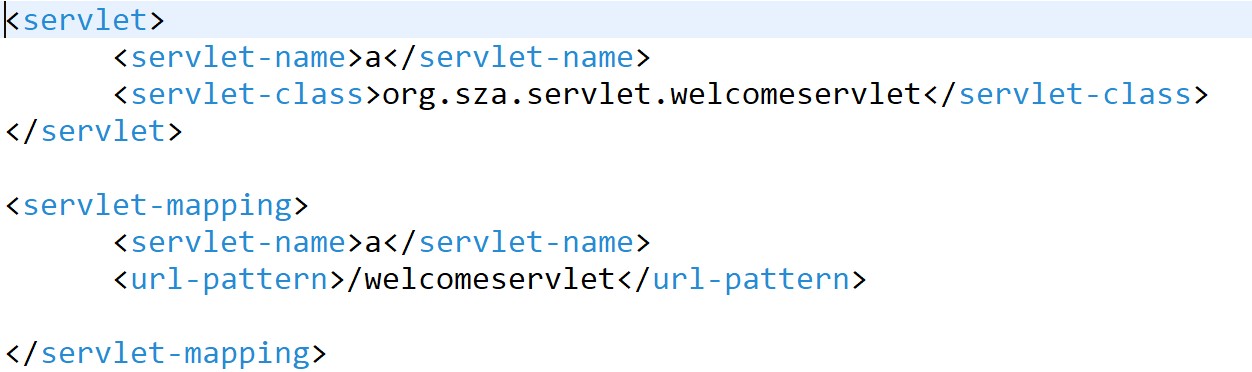 <servlet>
<servlet-name>a</servlet-name>
<servlet-class>org.sza.servlet.welcomeservlet</servlet-class>
</servlet>
<servlet-mapping>
<servlet-name>a</servlet-name>
<url-pattern>/welcomeservlet</url-pattern>
</servlet-mapping>